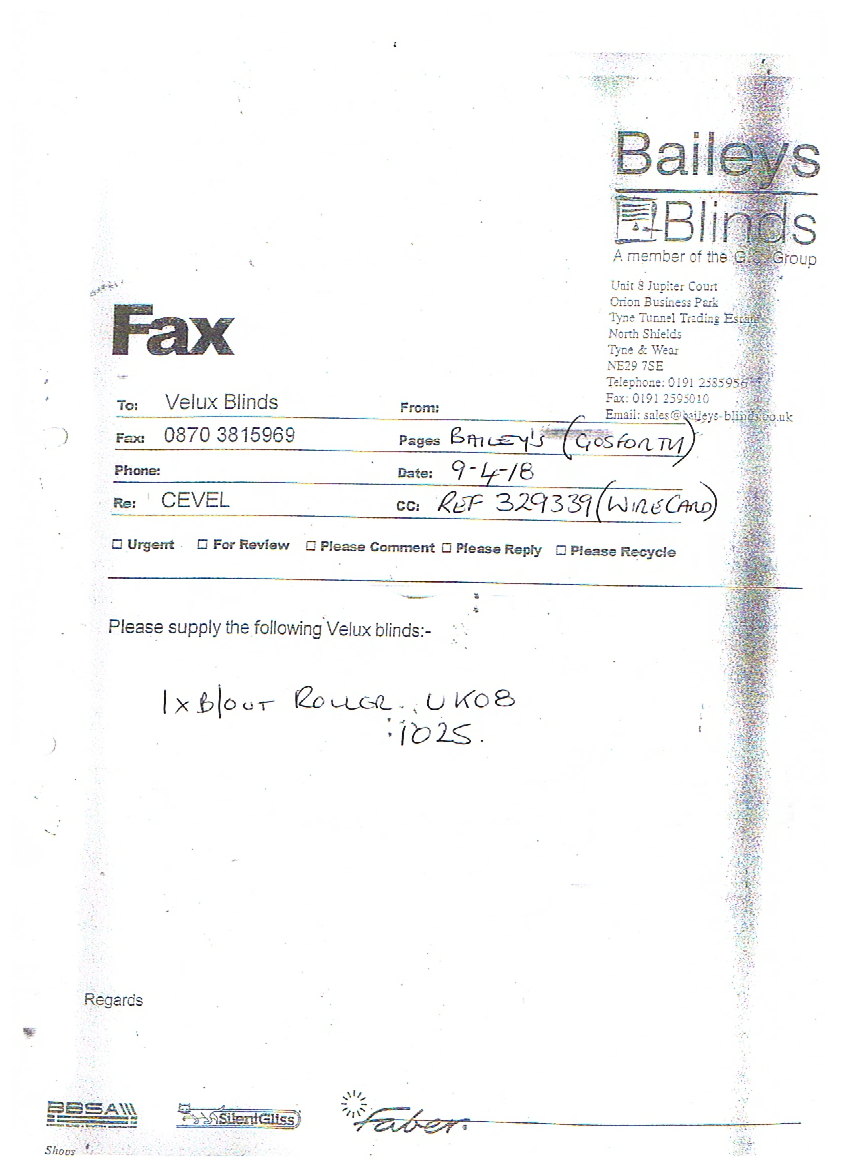 Baileys
Blinds
A member of the G. Group
Unit 8 Jupiter Court
Orion Business Park
Tyne Tunnel Trading Estate
North Shields
Tyne & Wear
NE29 7SE
Telephone: 0191 2585956
Fax: 0191 2595010
Email: sales@baileys-blinds.co.uk
Fax
To: Velux Blinds From:
Fax: 0870 3815969 Pages BAILEY'S (GOSFORTH)
Phone: Date: 9-4-18
Re: CEVEL CC: REF 329339 (WIRECARD)
☐ Urgent ☐ For Review ☐ Please Comment ☐ Please Reply ☐ Please Recycle
Please supply the following Velux blinds:-
1 x B/OUT ROLLER. UK08
1025.
Regards
BBSA SilentGliss Faber
Shops